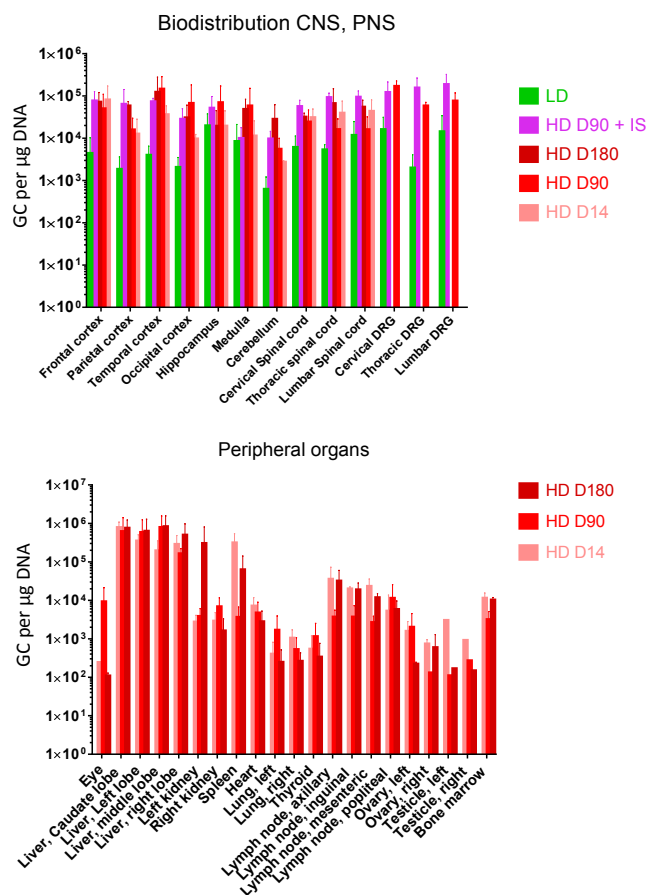 Biodistribution CNS, PNS
GC per µg DNA
1×10⁶
1×10⁵
1×10⁴
1×10³
1×10²
1×10¹
1×10⁰
Frontal cortex
Parietal cortex
Temporal cortex
Occipital cortex
Hippocampus
Medulla
Cerebellum
Cervical Spinal cord
Thoracic spinal cord
Lumbar Spinal cord
Cervical DRG
Thoracic DRG
Lumbar DRG
LD
HD D90 + IS
HD D180
HD D90
HD D14
Peripheral organs
GC per µg DNA
1×10⁷
1×10⁶
1×10⁵
1×10⁴
1×10³
1×10²
1×10¹
1×10⁰
Eye
Liver, Caudate lobe
Liver, Left lobe
Liver, middle lobe
Liver, right lobe
Left kidney
Right kidney
Spleen
Heart
Lung, left
Lung, right
Thyroid
Lymph node, axillary
Lymph node, inguinal
Lymph node, mesenteric
Lymph node, popliteal
Ovary, left
Ovary, right
Testicle, left
Testicle, right
Bone marrow
HD D180
HD D90
HD D14